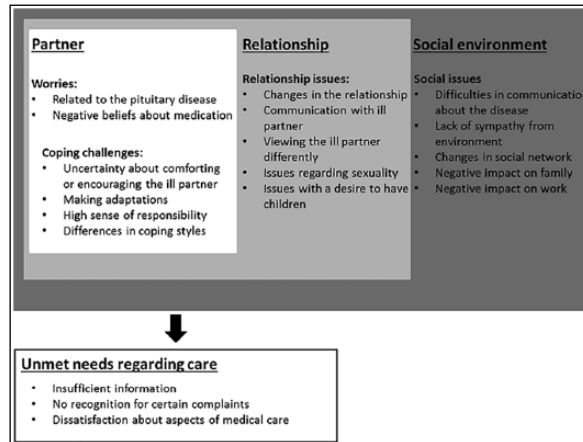 Partner
Worries:
• Related to the pituitary disease
• Negative beliefs about medication
Coping challenges:
• Uncertainty about comforting
or encouraging the ill partner
• Making adaptations
• High sense of responsibility
• Differences in coping styles
Relationship
Relationship issues:
• Changes in the relationship
• Communication with ill
partner
• Viewing the ill partner
differently
• Issues regarding sexuality
• Issues with a desire to have
children
Social environment
Social issues
• Difficulties in communicatio
about the disease
• Lack of sympathy from
environment
• Changes in social network
• Negative impact on family
• Negative impact on work
Unmet needs regarding care
• Insufficient information
• No recognition for certain complaints
• Dissatisfaction about aspects of medical care